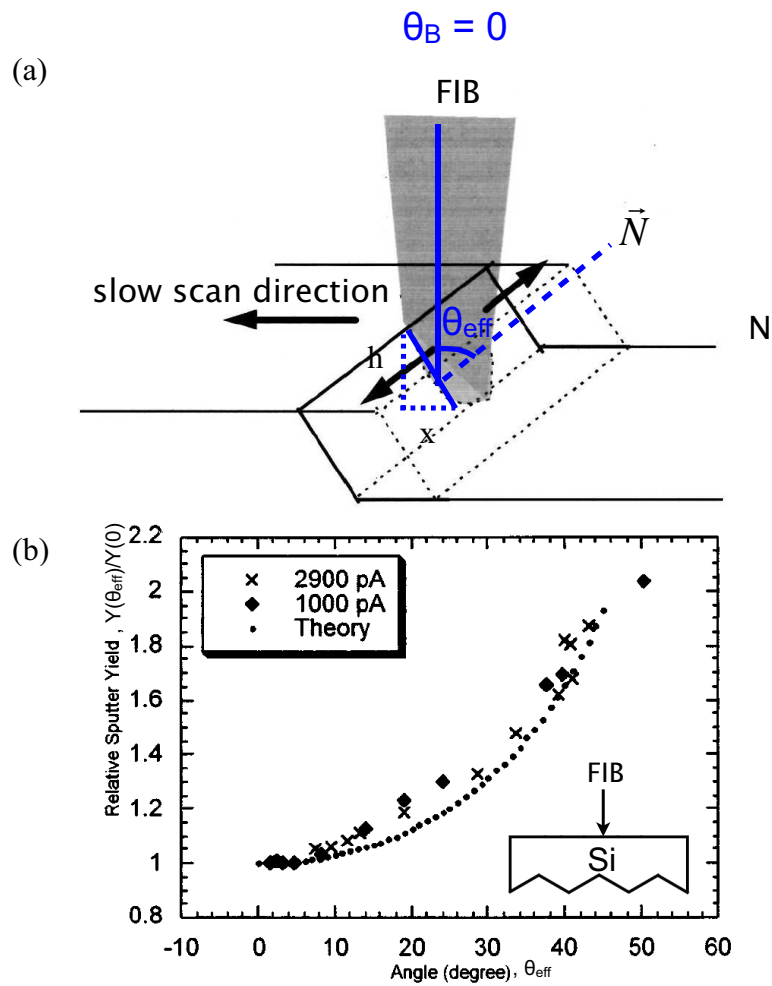 θB = 0
(a)
FIB
N⃗
slow scan direction
θeff
N
h
x
(b)
Relative Sputter Yield , Y(θeff)/Y(0)
2.2
2
1.8
1.6
1.4
1.2
1
0.8
× 2900 pA
◆ 1000 pA
• Theory
FIB
Si
-10 0 10 20 30 40 50 60
Angle (degree), θeff